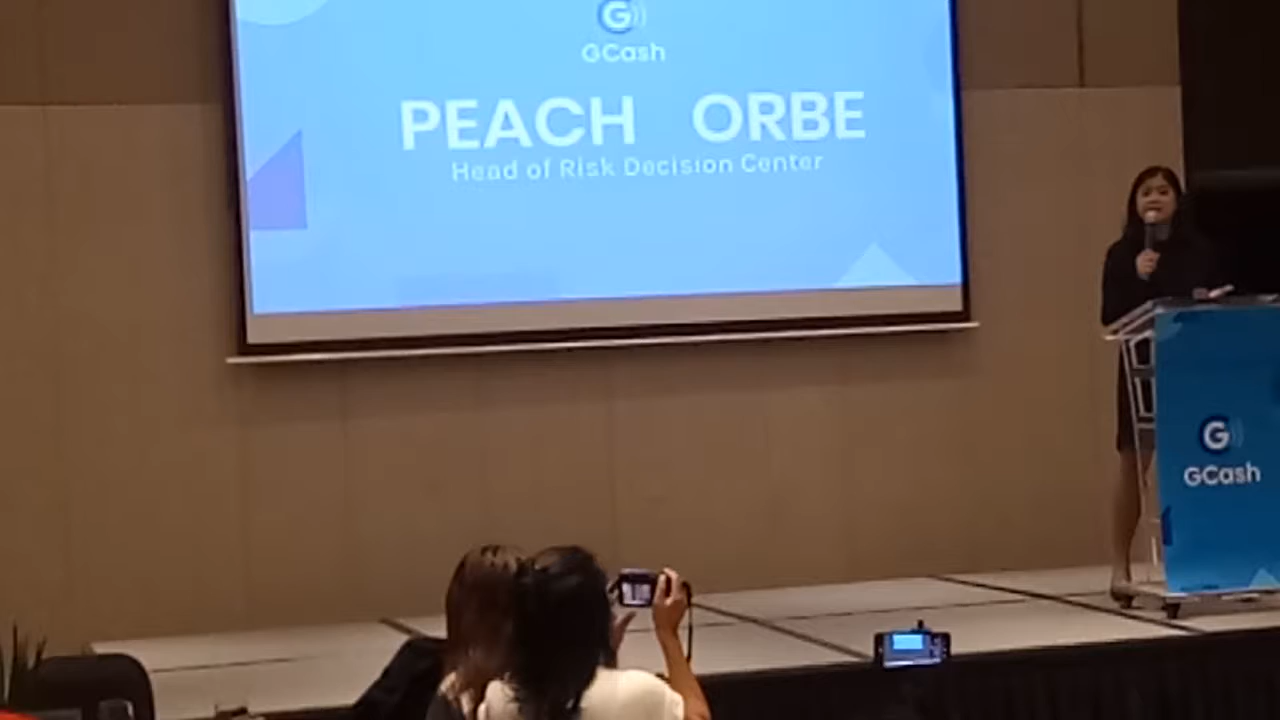 G
GCash
PEACH ORBE
Head of Risk Decision Center
G
GCash